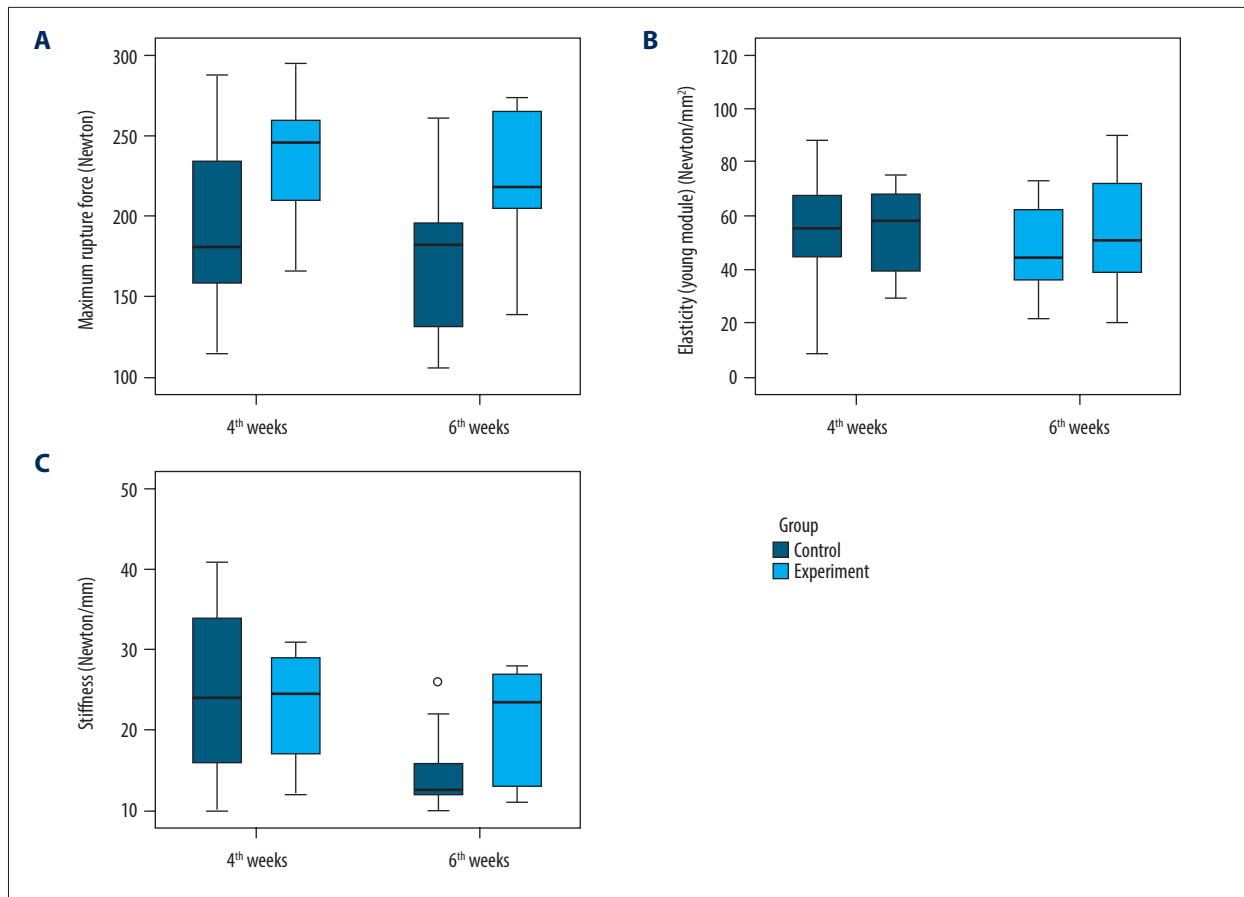 A
Maximum rupture force (Newton)
300
250
200
150
100
4th weeks
6th weeks
B
Elasticity (young module) (Newton/mm²)
120
100
80
60
40
20
0
4th weeks
6th weeks
C
Stiffness (Newton/mm)
50
40
30
20
10
4th weeks
6th weeks
Group
Control
Experiment